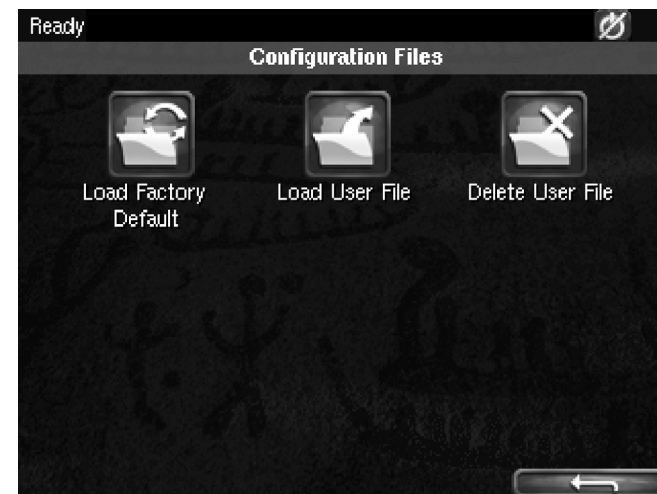 Ready
Configuration Files
Load Factory
Default
Load User File
Delete User File